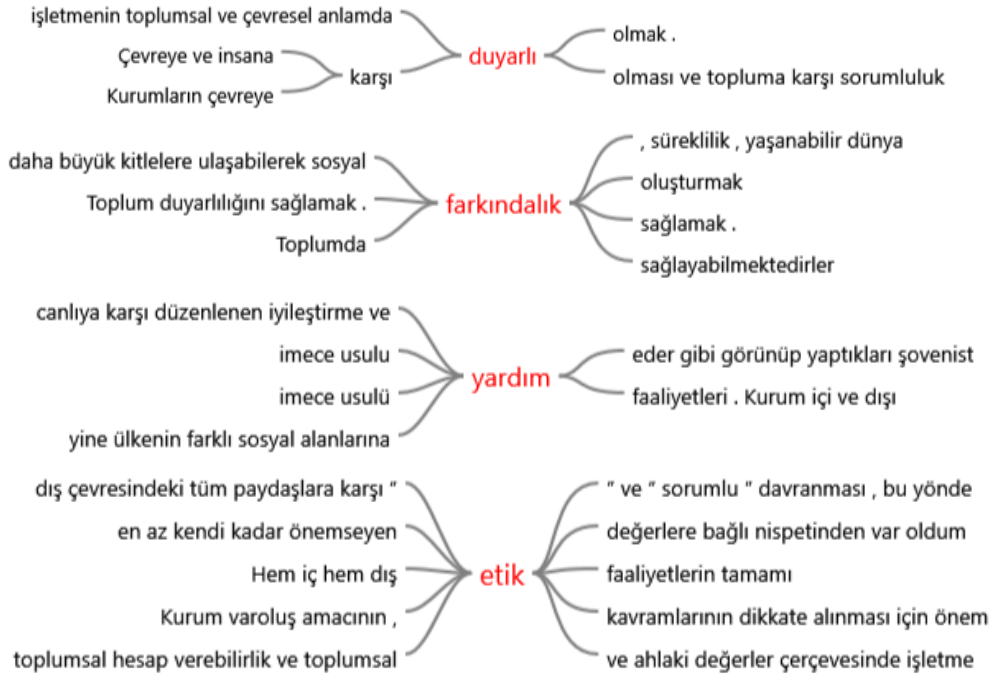 işletmenin toplumsal ve çevresel anlamda
Çevreye ve insana
Kurumların çevreye
karşı
duyarlı
olmak .
olması ve topluma karşı sorumluluk
daha büyük kitlelere ulaşabilerek sosyal
Toplum duyarlılığını sağlamak .
Toplumda
farkındalık
, süreklilik , yaşanabilir dünya
oluşturmak
sağlamak .
sağlayabilmektedirler
canlıya karşı düzenlenen iyileştirme ve
imece usulu
imece usulü
yine ülkenin farklı sosyal alanlarına
yardım
eder gibi görünüp yaptıkları şovenist
faaliyetleri . Kurum içi ve dışı
dış çevresindeki tüm paydaşlara karşı "
en az kendi kadar önemseyen
Hem iç hem dış
Kurum varoluş amacının ,
toplumsal hesap verebilirlik ve toplumsal
etik
" ve " sorumlu " davranması , bu yönde
değerlere bağlı nispetinden var oldum
faaliyetlerin tamamı
kavramlarının dikkate alınması için önem
ve ahlaki değerler çerçevesinde işletme